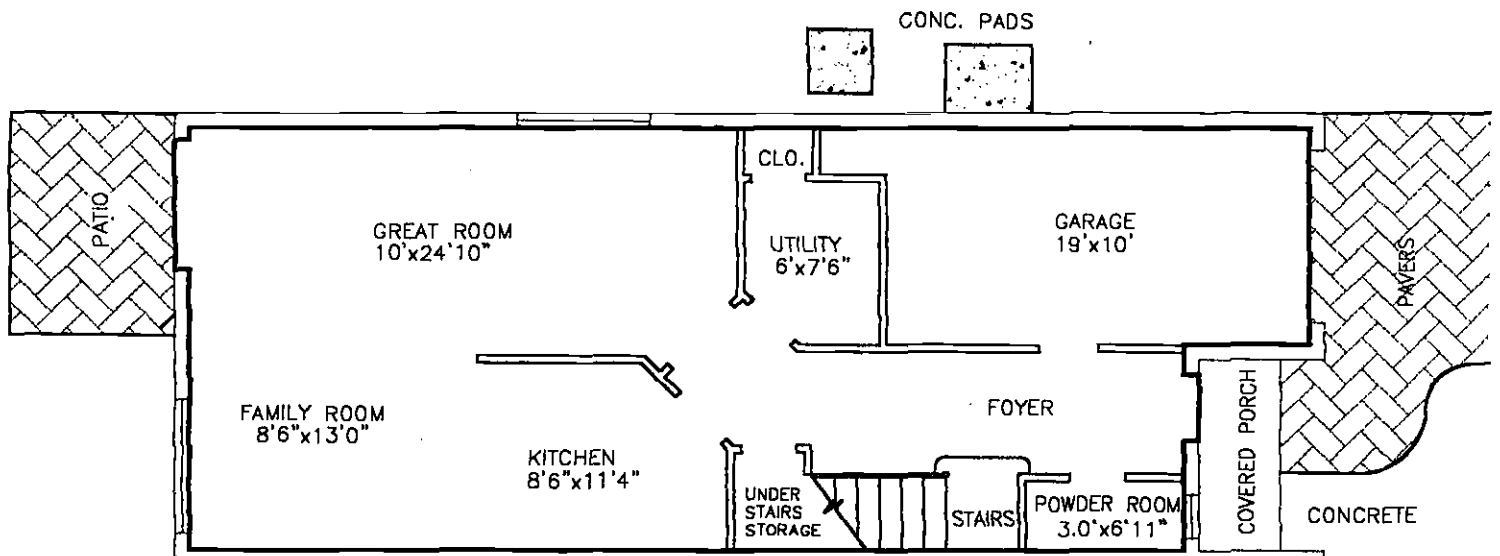 CONC. PADS
CLO.
PATIO
GREAT ROOM
10'x24'10"
UTILITY
6'x7'6"
GARAGE
19'x10'
PAVERS
FAMILY ROOM
8'6"x13'0"
KITCHEN
8'6"x11'4"
FOYER
COVERED PORCH
UNDER
STAIRS
STORAGE
STAIRS
POWDER ROOM
3.0'x6'11"
CONCRETE